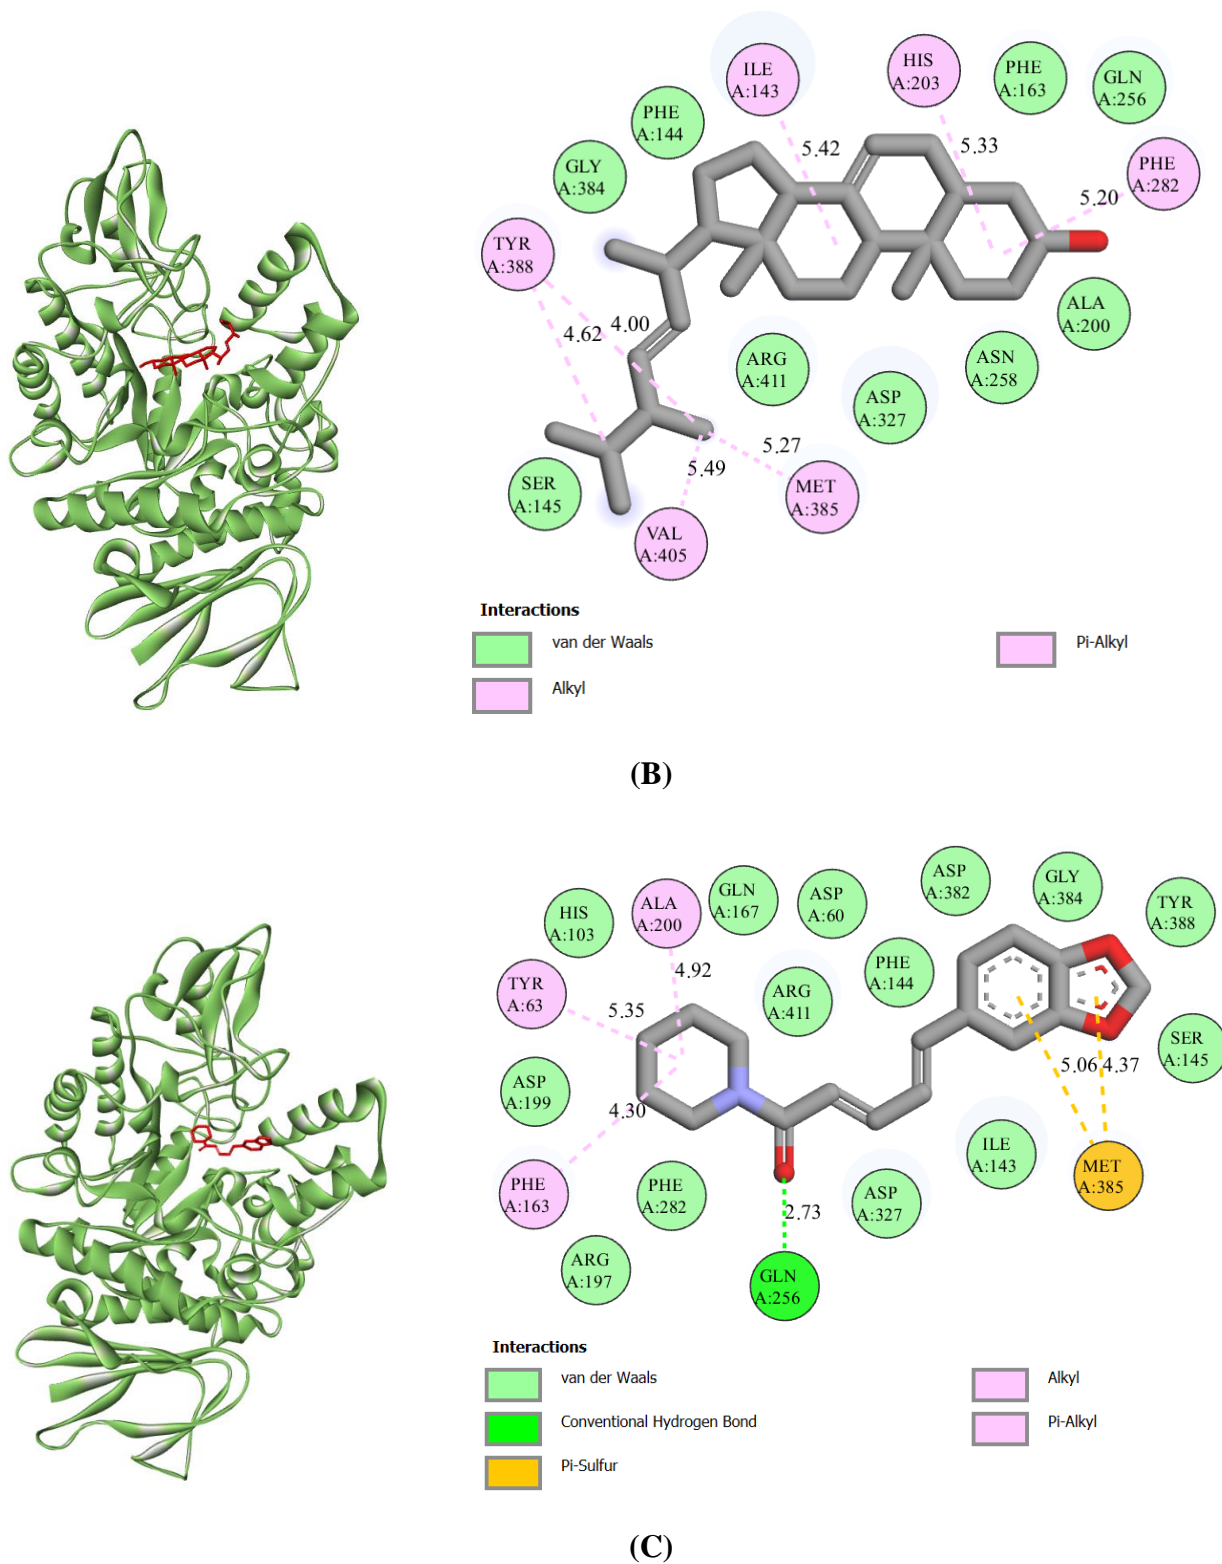 ILE
A:143
HIS
A:203
PHE
A:163
GLN
A:256
PHE
A:144
5.42
5.33
PHE
A:282
GLY
A:384
5.20
TYR
A:388
4.62
4.00
ARG
A:411
ASP
A:327
ASN
A:258
ALA
A:200
5.27
5.49
SER
A:145
MET
A:385
VAL
A:405
Interactions
van der Waals
Pi-Alkyl
Alkyl
(B)
HIS
A:103
ALA
A:200
GLN
A:167
ASP
A:60
ASP
A:382
GLY
A:384
TYR
A:388
4.92
TYR
A:63
5.35
ARG
A:411
PHE
A:144
SER
A:145
5.06
4.37
ASP
A:199
4.30
PHE
A:163
PHE
A:282
2.73
ASP
A:327
ILE
A:143
MET
A:385
ARG
A:197
GLN
A:256
Interactions
van der Waals
Alkyl
Conventional Hydrogen Bond
Pi-Alkyl
Pi-Sulfur
(C)